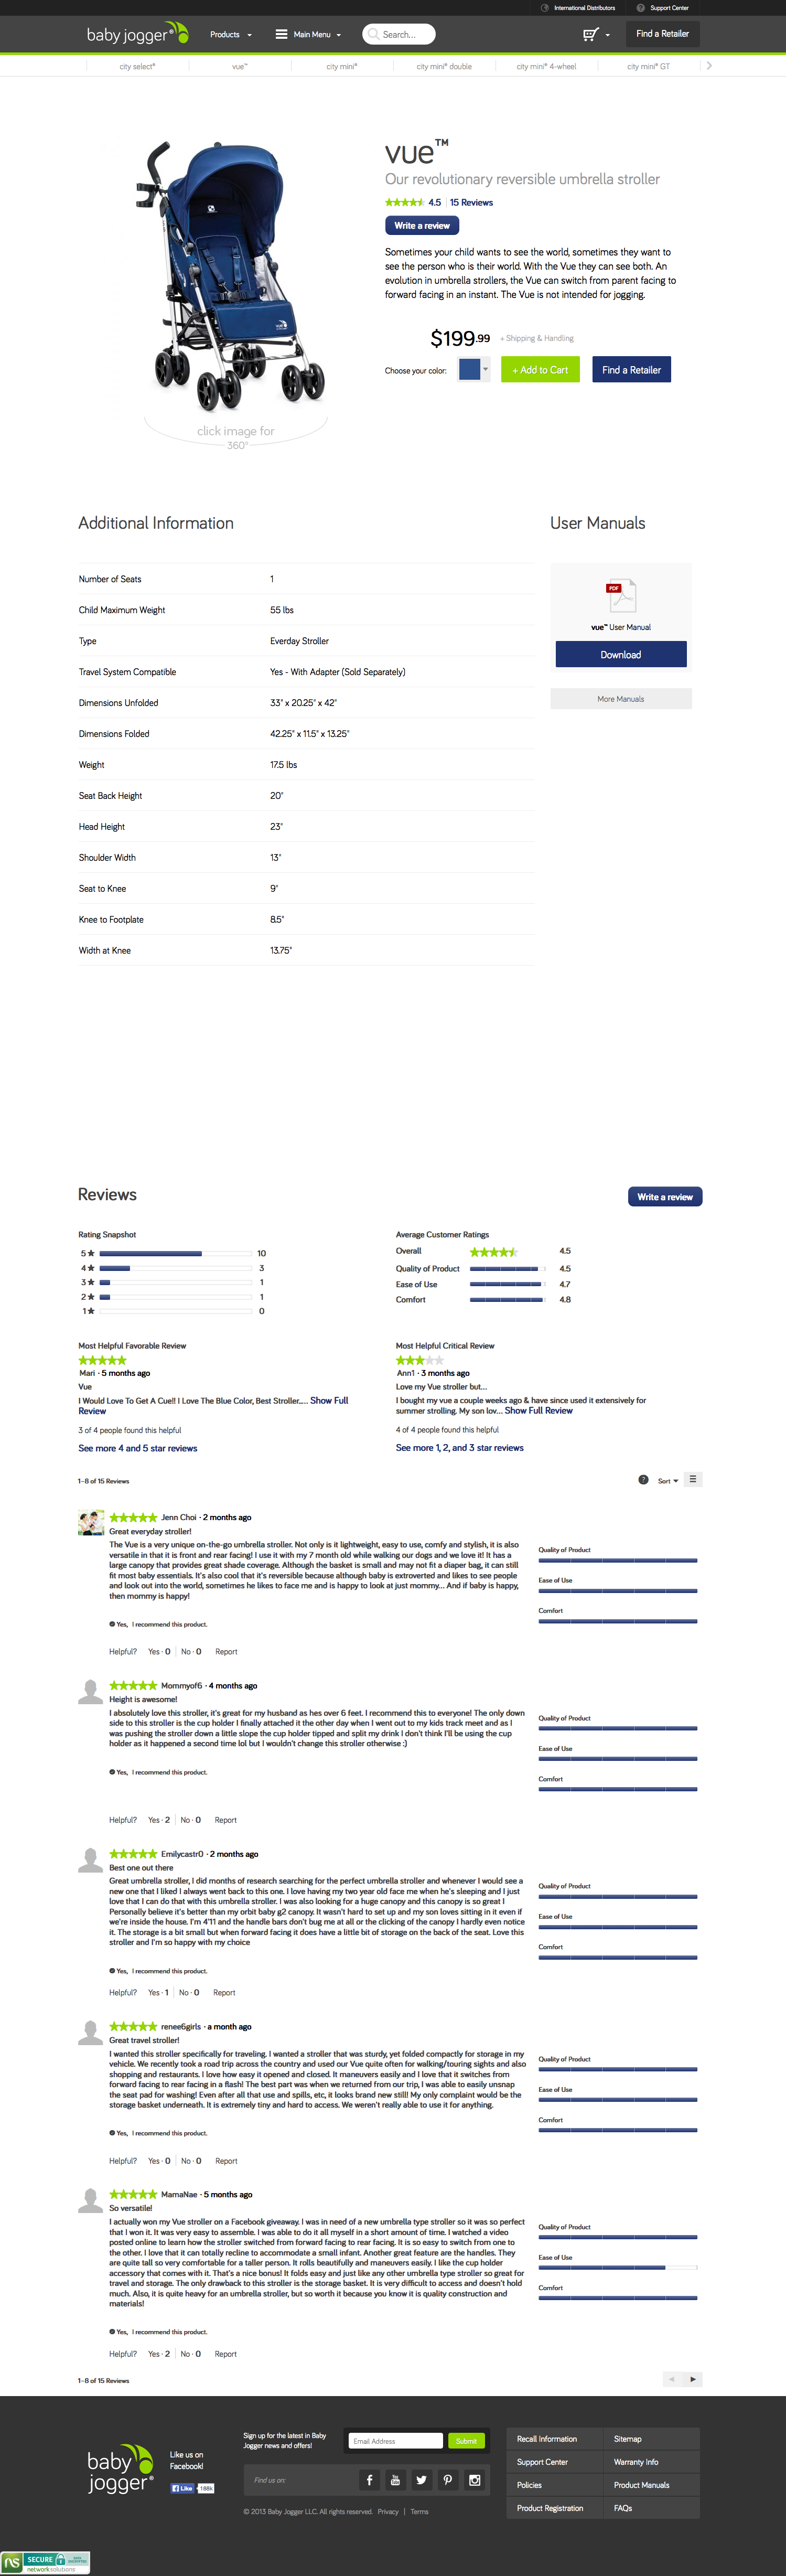 International Distributors
Support Center
baby jogger®
Products
Main Menu
Search...
Find a Retailer
city select®
vue™
city mini®
city mini® double
city mini® 4-wheel
city mini® GT
vue™
Our revolutionary reversible umbrella stroller
4.5 | 15 Reviews
Write a review
Sometimes your child wants to see the world, sometimes they want to
see the person who is their world. With the Vue they can see both. An
evolution in umbrella strollers, the Vue can switch from parent facing to
forward facing in an instant. The Vue is not intended for jogging.
$199.99 + Shipping & Handling
Choose your color:
+ Add to Cart
Find a Retailer
click image for
360°
Additional Information
User Manuals
Number of Seats 1
Child Maximum Weight 55 lbs
Type Everday Stroller
Travel System Compatible Yes - With Adapter (Sold Separately)
Dimensions Unfolded 33" x 20.25" x 42"
Dimensions Folded 42.25" x 11.5" x 13.25"
Weight 17.5 lbs
Seat Back Height 20"
Head Height 23"
Shoulder Width 13"
Seat to Knee 9"
Knee to Footplate 8.5"
Width at Knee 13.75"
PDF
vue™ User Manual
Download
More Manuals
Reviews
Write a review
Rating Snapshot
5★ 10
4★ 3
3★ 1
2★ 1
1★ 0
Average Customer Ratings
Overall 4.5
Quality of Product 4.5
Ease of Use 4.7
Comfort 4.8
Most Helpful Favorable Review
Mari · 5 months ago
Vue
I Would Love To Get A Cue!! I Love The Blue Color, Best Stroller..... Show Full
Review
3 of 4 people found this helpful
See more 4 and 5 star reviews
Most Helpful Critical Review
Ann1 · 3 months ago
Love my Vue stroller but...
I bought my vue a couple weeks ago & have since used it extensively for
summer strolling. My son lov... Show Full Review
4 of 4 people found this helpful
See more 1, 2, and 3 star reviews
1–8 of 15 Reviews
?
Sort
Jenn Choi · 2 months ago
Great everyday stroller!
The Vue is a very unique on-the-go umbrella stroller. Not only is it lightweight, easy to use, comfy and stylish, it is also
versatile in that it is front and rear facing! I use it with my 7 month old while walking our dogs and we love it! It has a
large canopy that provides great shade coverage. Although the basket is small and may not fit a diaper bag, it can still
fit most baby essentials. It's also cool that it's reversible because although baby is extroverted and likes to see people
and look out into the world, sometimes he likes to face me and is happy to look at just mommy... And if baby is happy,
then mommy is happy!
Yes, I recommend this product.
Helpful? Yes · 0 No · 0 Report
Quality of Product
Ease of Use
Comfort
Mommyof6 · 4 months ago
Height is awesome!
I absolutely love this stroller, it's great for my husband as hes over 6 feet. I recommend this to everyone! The only down
side to this stroller is the cup holder I finally attached it the other day when I went out to my kids track meet and as I
was pushing the stroller down a little slope the cup holder tipped and split my drink I don't think I'll be using the cup
holder as it happened a second time lol but I wouldn't change this stroller otherwise :)
Yes, I recommend this product.
Helpful? Yes · 2 No · 0 Report
Quality of Product
Ease of Use
Comfort
Emilycastr0 · 2 months ago
Best one out there
Great umbrella stroller, I did months of research searching for the perfect umbrella stroller and whenever I would see a
new one that I liked I always went back to this one. I love having my two year old face me when he's sleeping and I just
love that I can do that with this umbrella stroller. I was also looking for a huge canopy and this canopy is so great I
Personally believe it's better than my orbit baby g2 canopy. It wasn't hard to set up and my son loves sitting in it even if
we're inside the house. I'm 4'11 and the handle bars don't bug me at all or the clicking of the canopy I hardly even notice
it. The storage is a bit small but when forward facing it does have a little bit of storage on the back of the seat. Love this
stroller and I'm so happy with my choice
Yes, I recommend this product.
Helpful? Yes · 1 No · 0 Report
Quality of Product
Ease of Use
Comfort
renee6girls · a month ago
Great travel stroller!
I wanted this stroller specifically for traveling. I wanted a stroller that was sturdy, yet folded compactly for storage in my
vehicle. We recently took a road trip across the country and used our Vue quite often for walking/touring sights and also
shopping and restaurants. I love how easy it opened and closed. It maneuvers easily and I love that it switches from
forward facing to rear facing in a flash! The best part was when we returned from our trip, I was able to easily unsnap
the seat pad for washing! Even after all that use and spills, etc, it looks brand new still! My only complaint would be the
storage basket underneath. It is extremely tiny and hard to access. We weren't really able to use it for anything.
Yes, I recommend this product.
Helpful? Yes · 0 No · 0 Report
Quality of Product
Ease of Use
Comfort
MamaNae · 5 months ago
So versatile!
I actually won my Vue stroller on a Facebook giveaway. I was in need of a new umbrella type stroller so it was so perfect
that I won it. It was very easy to assemble. I was able to do it all myself in a short amount of time. I watched a video
posted online to learn how the stroller switched from forward facing to rear facing. It is so easy to switch from one to
the other. I love that it can totally recline to accommodate a small infant. Another great feature are the handles. They
are quite tall so very comfortable for a taller person. It rolls beautifully and maneuvers easily. I like the cup holder
accessory that comes with it. That's a nice bonus! It folds easy and just like any other umbrella type stroller so great for
travel and storage. The only drawback to this stroller is the storage basket. It is very difficult to access and doesn't hold
much. Also, it is quite heavy for an umbrella stroller, but so worth it because you know it is quality construction and
materials!
Yes, I recommend this product.
Helpful? Yes · 2 No · 0 Report
Quality of Product
Ease of Use
Comfort
1–8 of 15 Reviews
baby
jogger®
Like us on
Facebook!
Like 188k
Sign up for the latest in Baby
Jogger news and offers!
Email Address
Submit
Find us on:
© 2013 Baby Jogger LLC. All rights reserved. Privacy | Terms
Recall Information
Sitemap
Support Center
Warranty Info
Policies
Product Manuals
Product Registration
FAQs
NS
SECURE
networksolutions